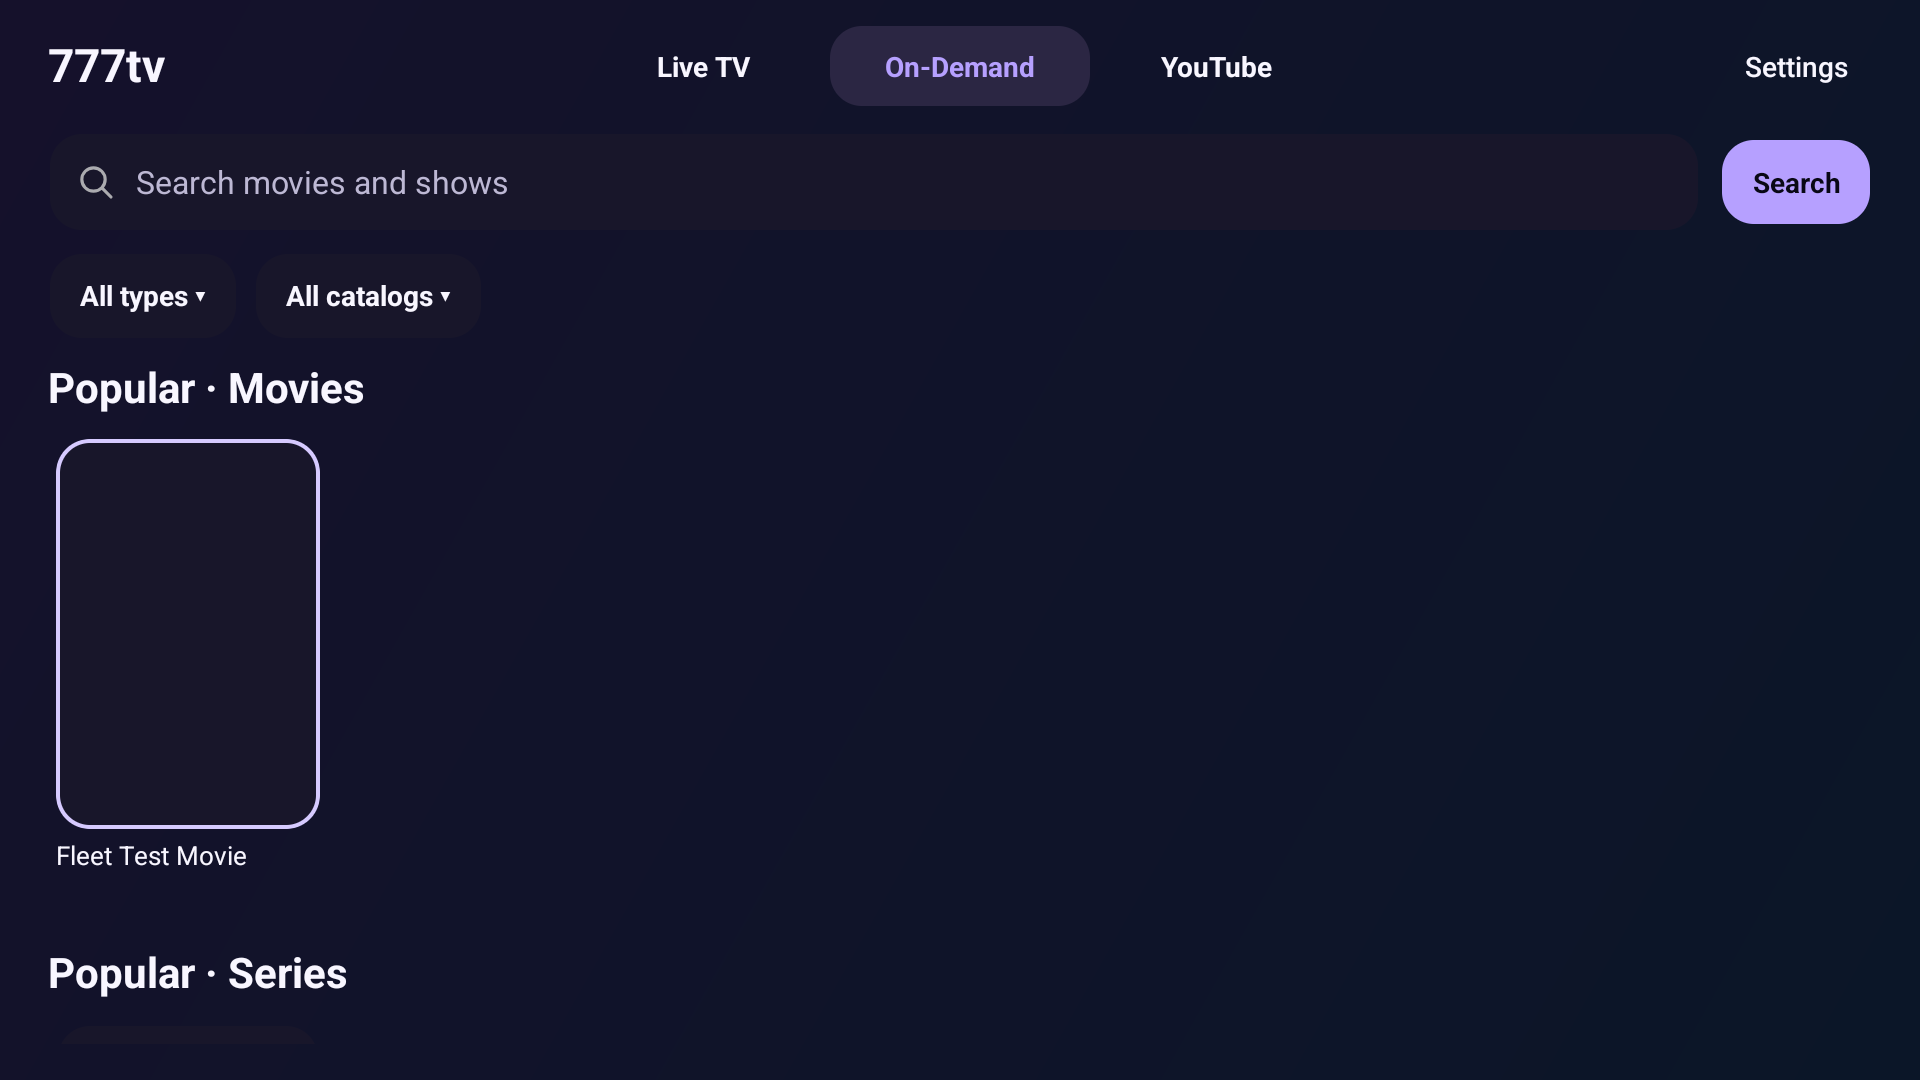 777tv
Live TV
On-Demand
YouTube
Settings
Search movies and shows
Search
All types ▾
All catalogs ▾
Popular · Movies
Fleet Test Movie
Popular · Series